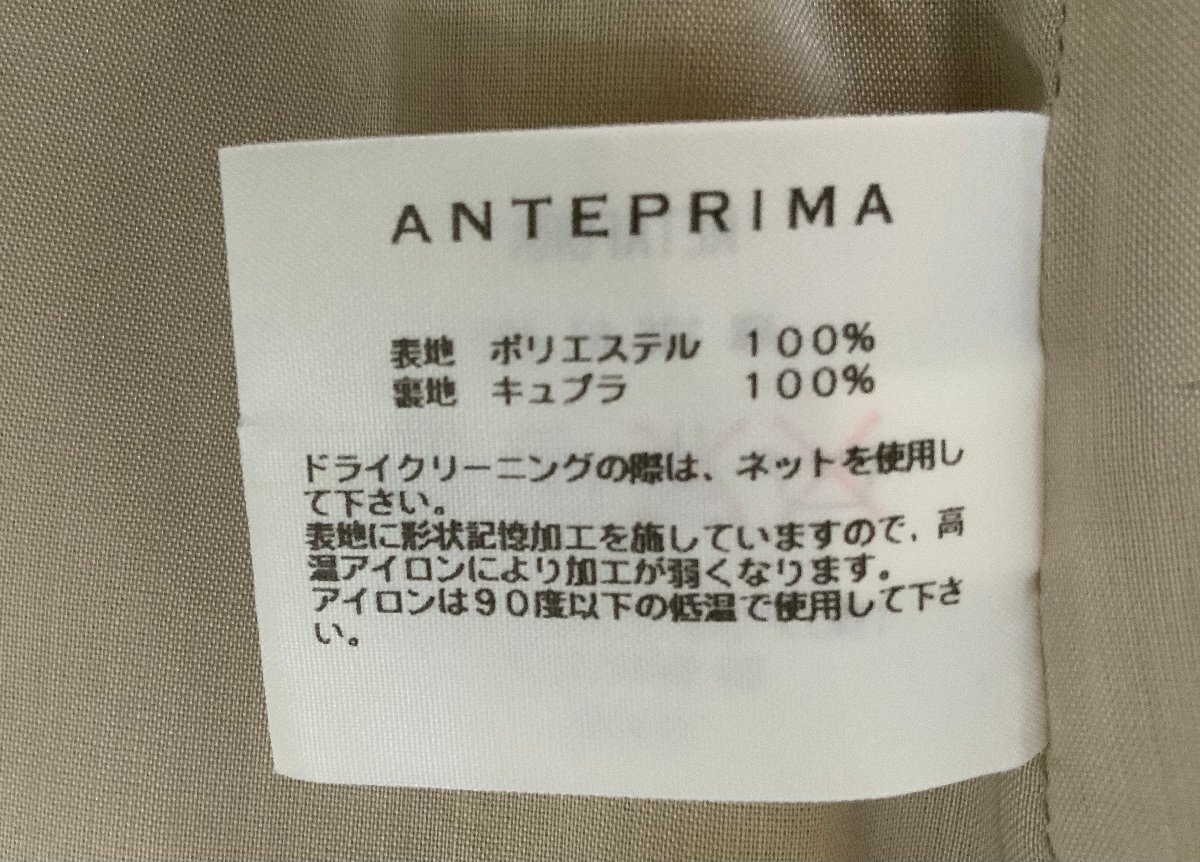 ANTEPRIMA
表地 ポリエステル 100%
裏地 キュプラ 100%
ドライクリーニングの際は、ネットを使用し
て下さい。
表地に形状記憶加工を施していますので、高
温アイロンにより加工が弱くなります。
アイロンは90度以下の低温で使用して下さ
い。